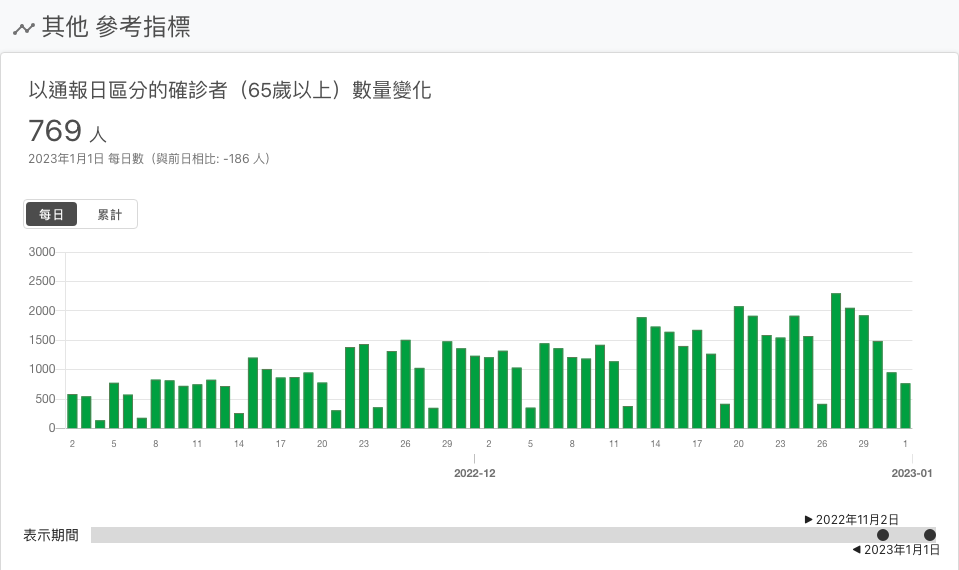 其他 參考指標
以通報日區分的確診者（65歲以上）數量變化
769 人
2023年1月1日 每日數（與前日相比: -186 人）
每日 累計
3000
2500
2000
1500
1000
500
0
2 5 8 11 14 17 20 23 26 29 2 5 8 11 14 17 20 23 26 29 1
2022-12 2023-01
▶ 2022年11月2日
表示期間
◀ 2023年1月1日